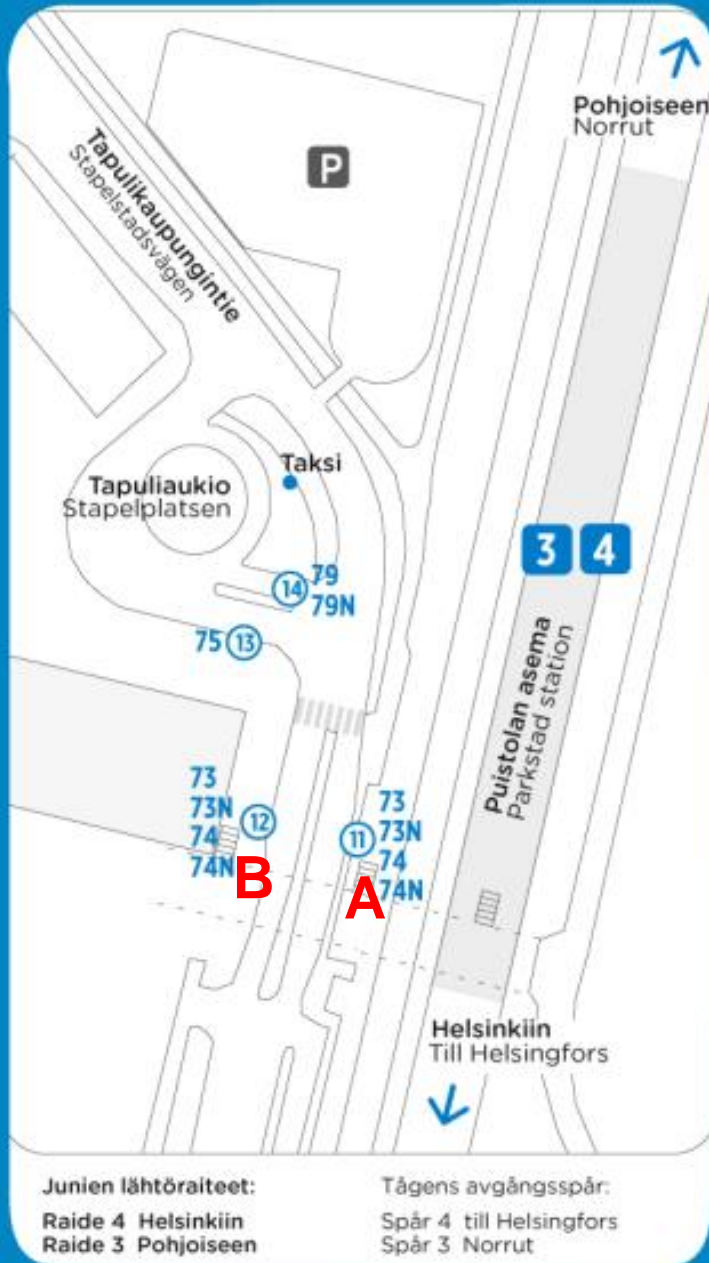 Pohjoiseen
Norrut
P
Tapulikaupungintie
Stapelstadsvägen
Taksi
Tapuliaukio
Stapelplatsen
3 4
14 79
79N
75 13
Puistolan asema
Parkstad station
73
73N
74
74N
12
B
11
73
73N
74
74N
A
Helsinkiin
Till Helsingfors
Junien lähtöraiteet:
Raide 4 Helsinkiin
Raide 3 Pohjoiseen
Tågens avgångsspår:
Spår 4 till Helsingfors
Spår 3 Norrut